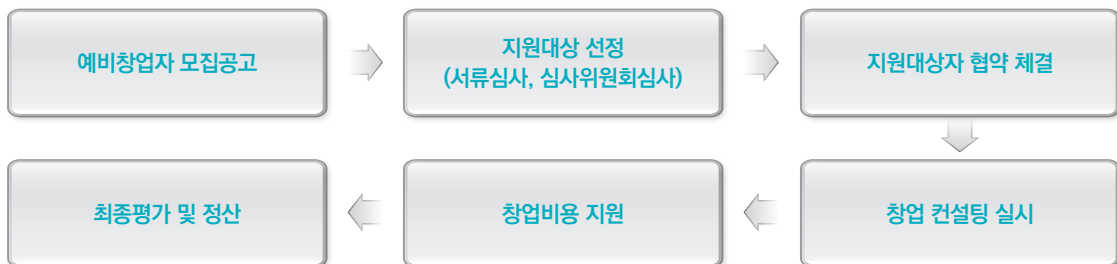 예비창업자 모집공고
지원대상 선정
(서류심사, 심사위원회심사)
지원대상자 협약 체결
창업 컨설팅 실시
창업비용 지원
최종평가 및 정산